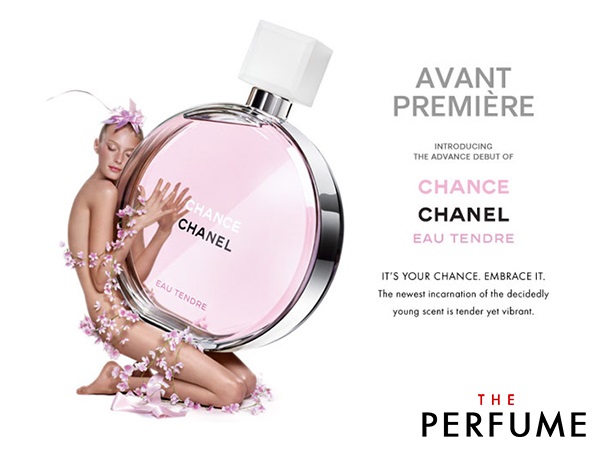 CHANCE
CHANEL
EAU TENDRE
AVANT
PREMIÈRE
INTRODUCING
THE ADVANCE DEBUT OF
CHANCE
CHANEL
EAU TENDRE
IT'S YOUR CHANCE. EMBRACE IT.
The newest incarnation of the decidedly
young scent is tender yet vibrant.
THE
PERFUME